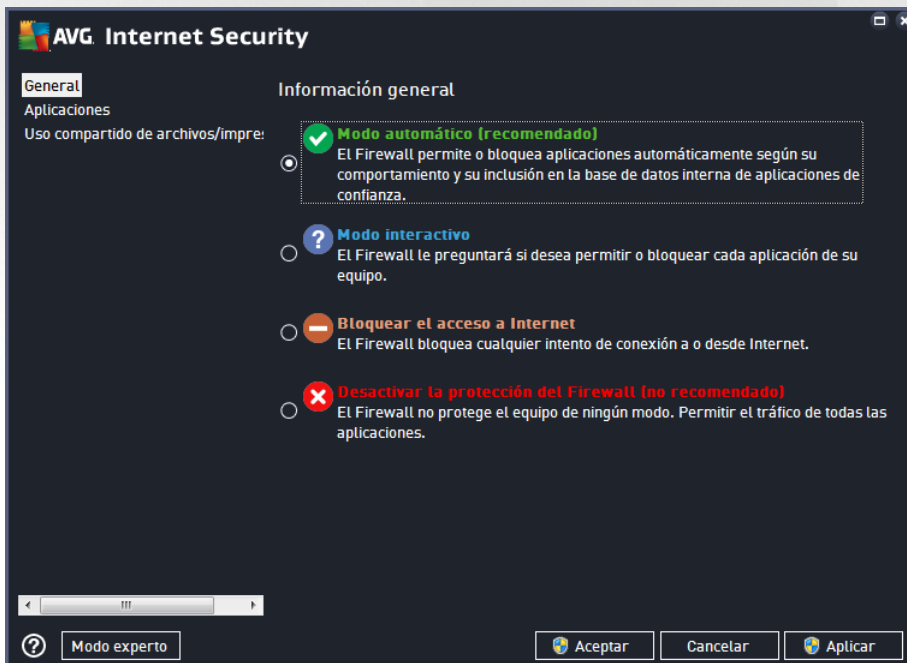 AVG Internet Security
General
Aplicaciones
Uso compartido de archivos/impre
Información general
Modo automático (recomendado)
El Firewall permite o bloquea aplicaciones automáticamente según su
comportamiento y su inclusión en la base de datos interna de aplicaciones de
confianza.
Modo interactivo
El Firewall le preguntará si desea permitir o bloquear cada aplicación de su
equipo.
Bloquear el acceso a Internet
El Firewall bloquea cualquier intento de conexión a o desde Internet.
Desactivar la protección del Firewall (no recomendado)
El Firewall no protege el equipo de ningún modo. Permitir el tráfico de todas las
aplicaciones.
Modo experto
Aceptar
Cancelar
Aplicar